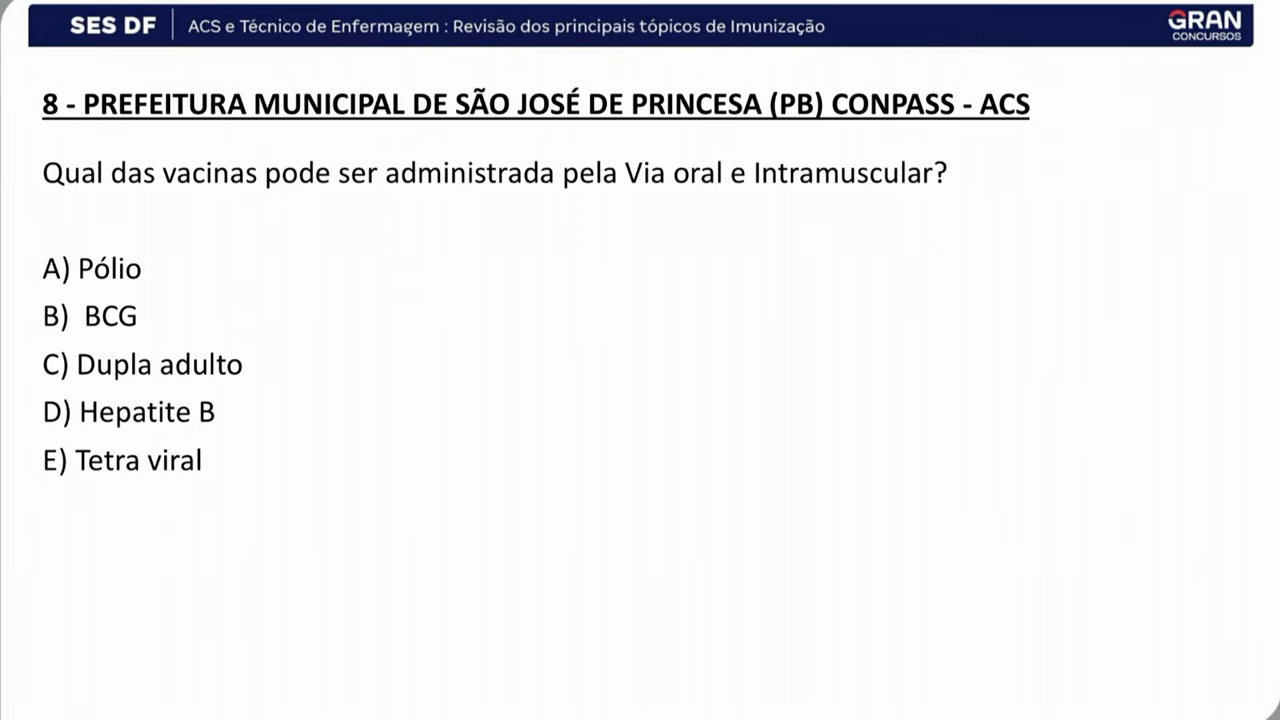 SES DF
ACS e Técnico de Enfermagem : Revisão dos principais tópicos de Imunização
GRAN
CONCURSOS
8 - PREFEITURA MUNICIPAL DE SÃO JOSÉ DE PRINCESA (PB) CONPASS - ACS
Qual das vacinas pode ser administrada pela Via oral e Intramuscular?
A) Pólio
B) BCG
C) Dupla adulto
D) Hepatite B
E) Tetra viral